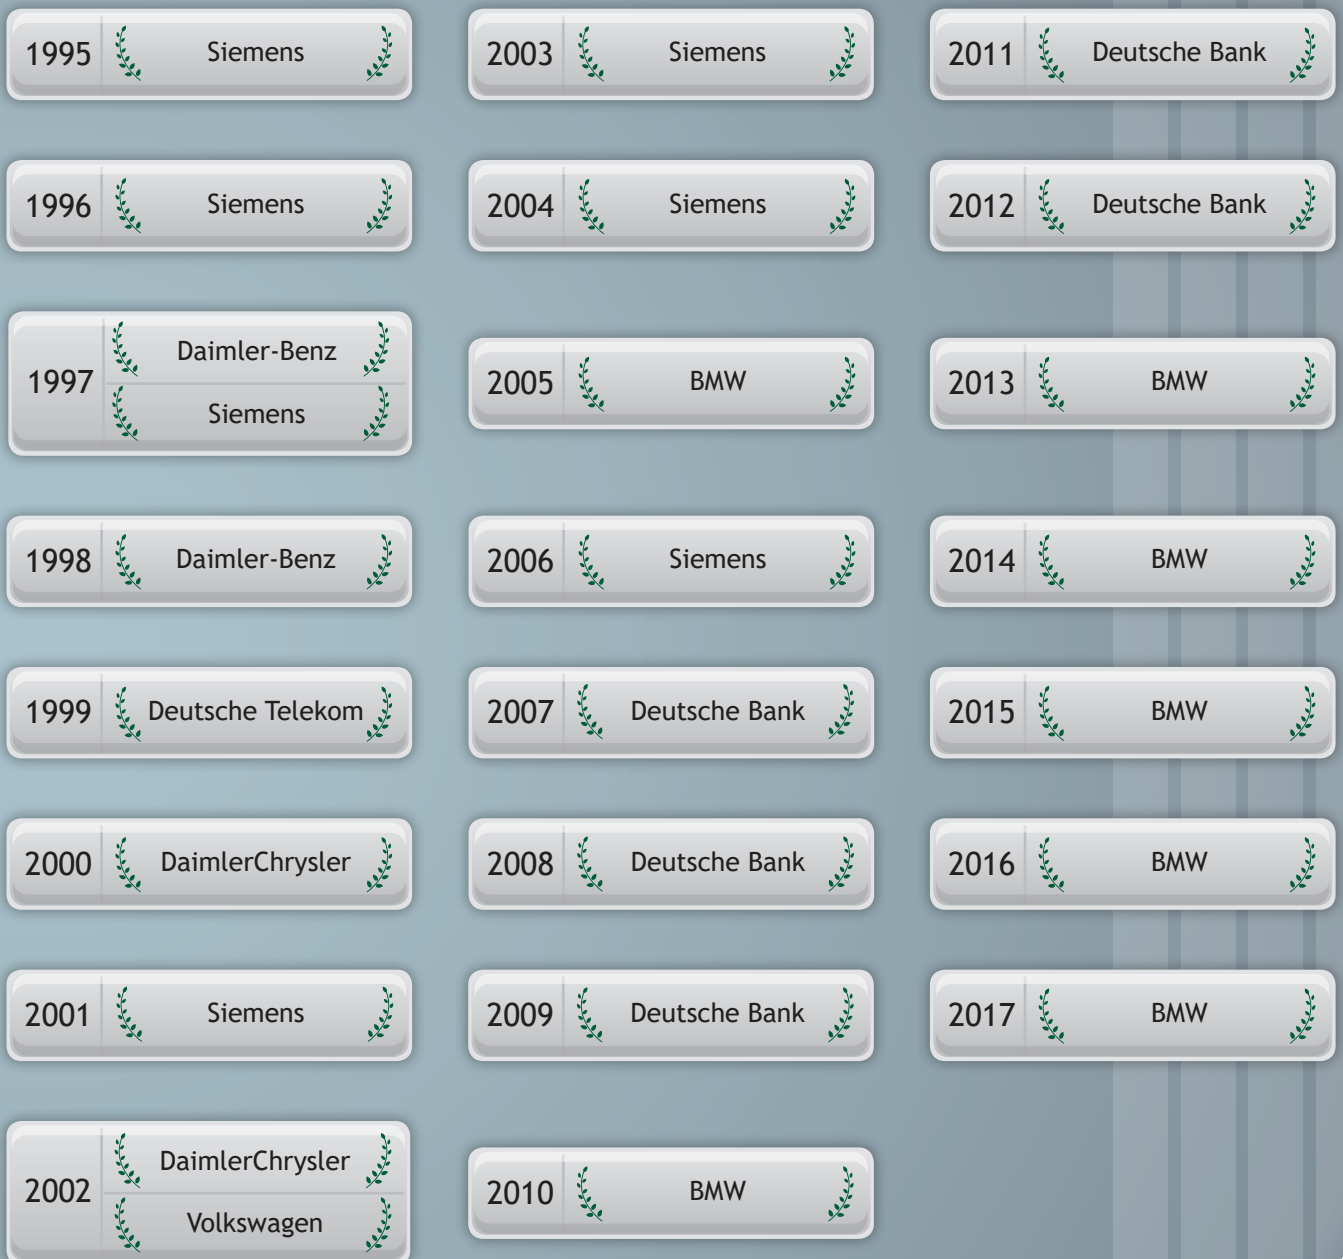 1995 Siemens
1996 Siemens
1997 Daimler-Benz
Siemens
1998 Daimler-Benz
1999 Deutsche Telekom
2000 DaimlerChrysler
2001 Siemens
2002 DaimlerChrysler
Volkswagen
2003 Siemens
2004 Siemens
2005 BMW
2006 Siemens
2007 Deutsche Bank
2008 Deutsche Bank
2009 Deutsche Bank
2010 BMW
2011 Deutsche Bank
2012 Deutsche Bank
2013 BMW
2014 BMW
2015 BMW
2016 BMW
2017 BMW